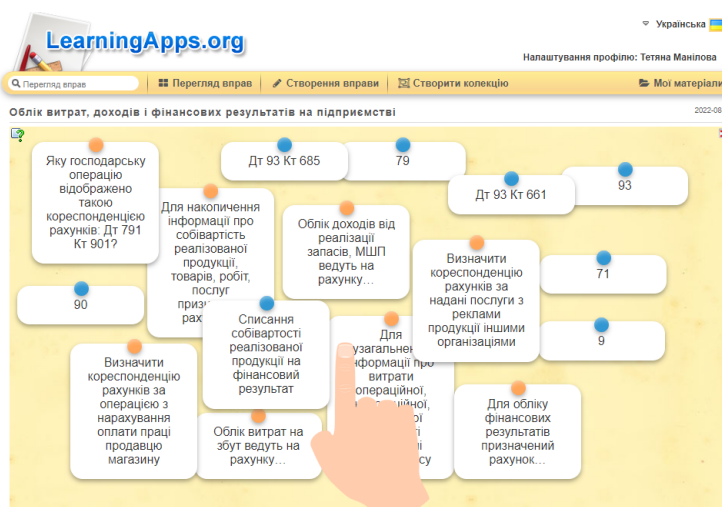 Українська
LearningApps.org
Налаштування профілю: Тетяна Манілова
Перегляд вправ
Перегляд вправ
Створення вправи
Створити колекцію
Мої матеріали
Облік витрат, доходів і фінансових результатів на підприємстві
2022-08
Яку господарську
операцію
відображено
такою
кореспонденцією
рахунків: Дт 791
Кт 901?
Дт 93 Кт 685
79
Дт 93 Кт 661
93
Для накопичення
інформації про
собівартість
реалізованої
продукції,
товарів, робіт,
послуг
Облік доходів від
реалізації
запасів, МШП
ведуть на
рахунку…
Визначити
кореспонденцію
рахунків за
надані послуги з
реклами
продукції іншими
організаціями
71
90
Списання
собівартості
реалізованої
продукції на
фінансовий
результат
Для
витрати
9
Визначити
кореспонденцію
рахунків за
операцією з
нарахування
оплати праці
продавцю
магазину
Облік витрат на
збут ведуть на
рахунку…
Для обліку
фінансових
результатів
призначений
рахунок…